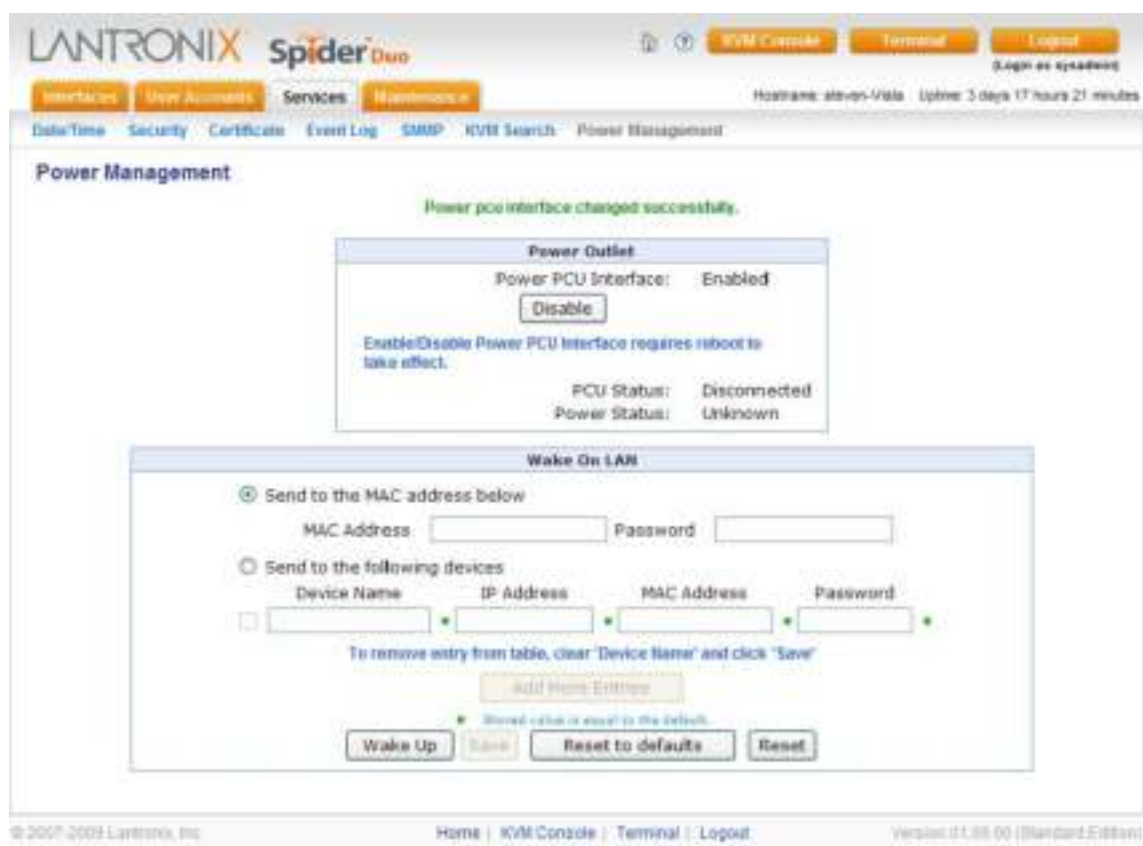 LANTRONIX Spider Duo
KVM Console Terminal Logout
(Login as sysadmin)
Interfaces User Accounts Services Maintenance
Hostname: steven-Vista Uptime: 3 days 17 hours 21 minutes
Date/Time Security Certificate Event Log SNMP KVM Search Power Management
Power Management
Power pcu interface changed successfully.
Power Outlet
Power PCU Interface: Enabled
Disable
Enable/Disable Power PCU Interface requires reboot to
take effect.
PCU Status: Disconnected
Power Status: Unknown
Wake On LAN
Send to the MAC address below
MAC Address Password
Send to the following devices
Device Name IP Address MAC Address Password
To remove entry from table, clear 'Device Name' and click 'Save'
Add More Entries
Stored value is equal to the default.
Wake Up Save Reset to defaults Reset
© 2007-2009 Lantronix, Inc.
Home | KVM Console | Terminal | Logout
Version (Standard Edition)